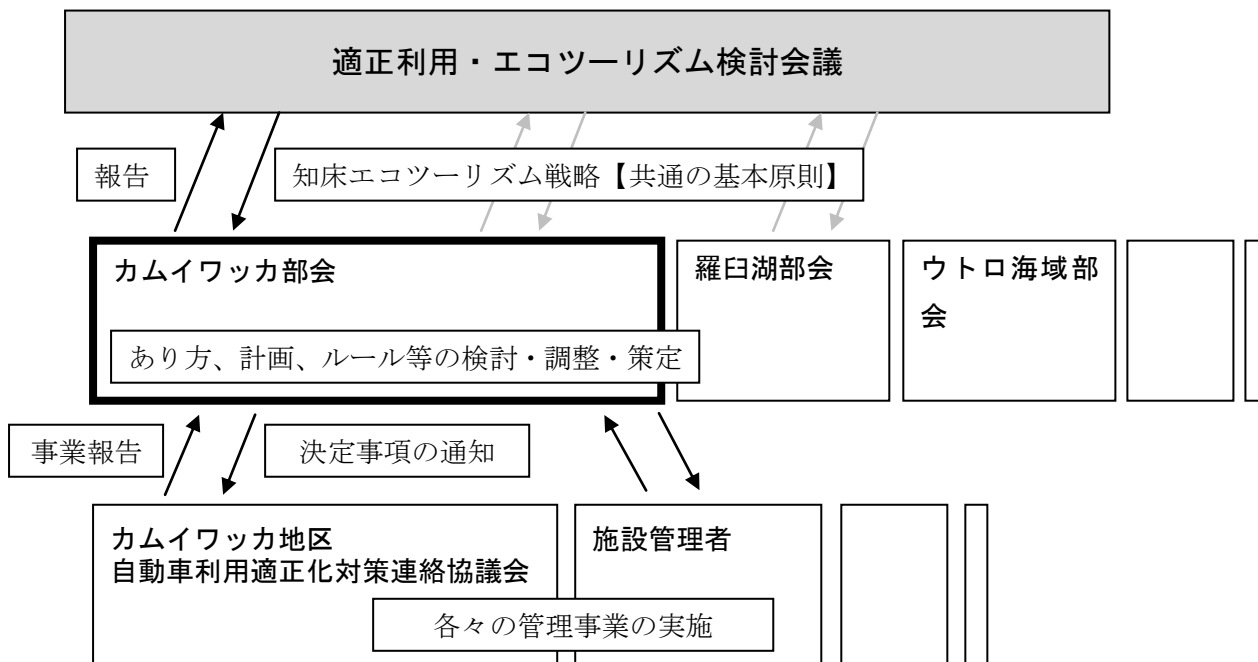 適正利用・エコツーリズム検討会議
報告
知床エコツーリズム戦略【共通の基本原則】
カムイワッカ部会
羅臼湖部会
ウトロ海域部
会
あり方、計画、ルール等の検討・調整・策定
事業報告
決定事項の通知
カムイワッカ地区
自動車利用適正化対策連絡協議会
施設管理者
各々の管理事業の実施